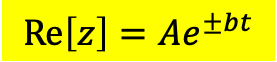 Re[z] = Ae^{±bt}